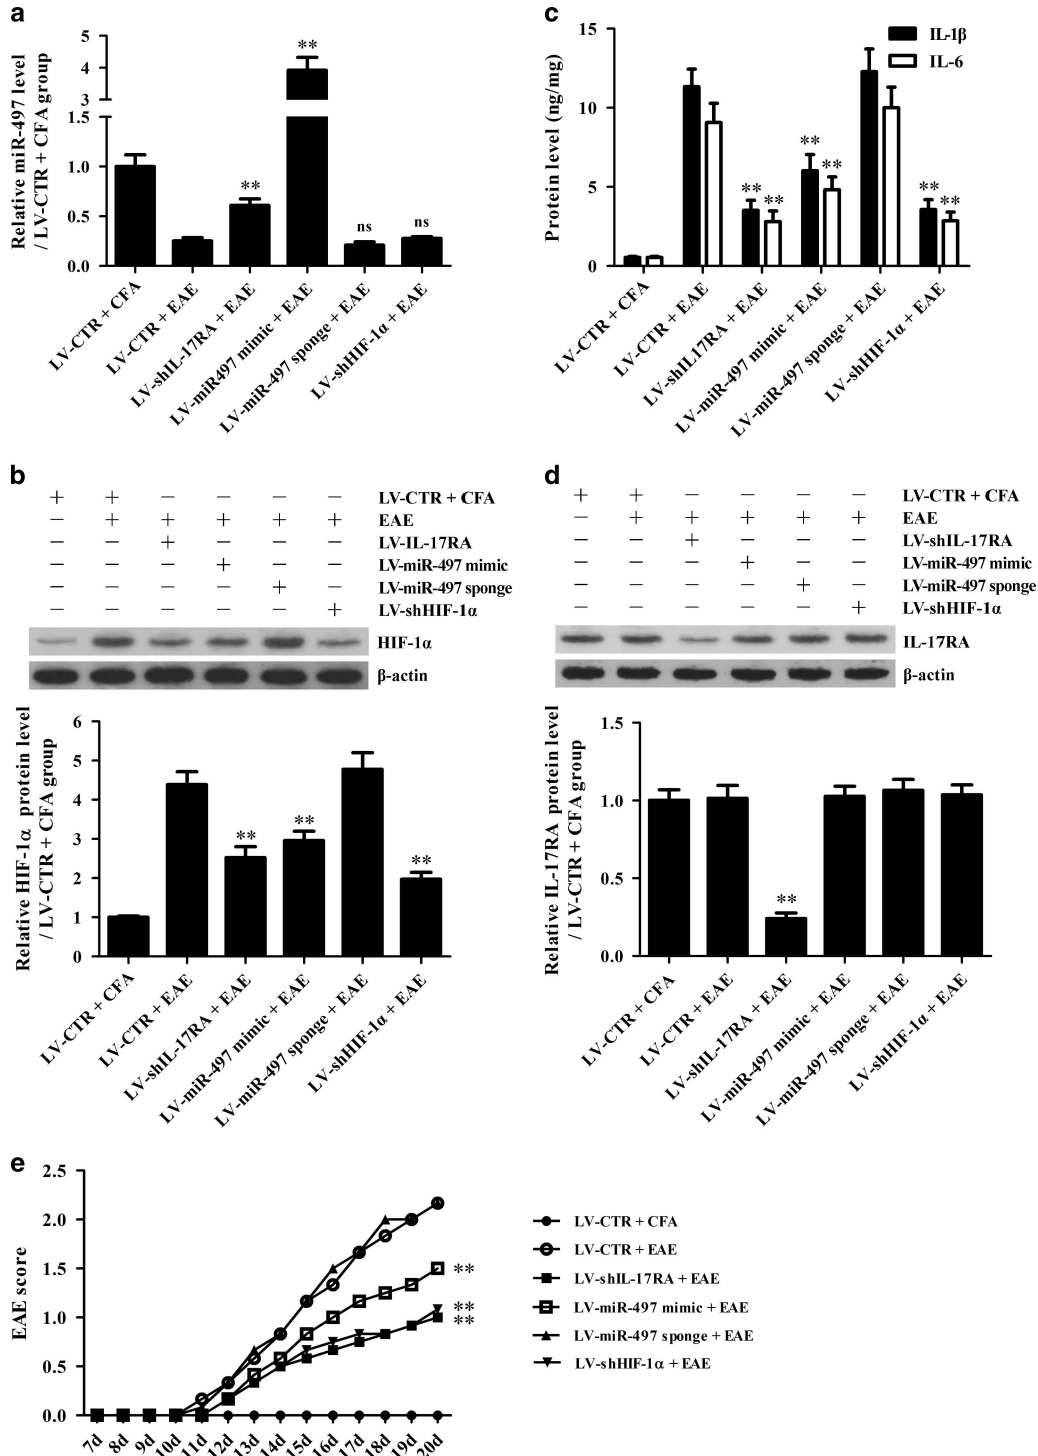 a
Relative miR-497 level
/ LV-CTR + CFA group
5
4
3
1.5
1.0
0.5
0.0
**
**
ns
ns
LV-CTR + CFA
LV-CTR + EAE
LV-shIL-17RA + EAE
LV-miR497 mimic + EAE
LV-miR-497 sponge + EAE
LV-shHIF-1α + EAE
c
Protein level (ng/mg)
15
10
5
0
IL-1β
IL-6
** **
** **
** **
LV-CTR + CFA
LV-CTR + EAE
LV-shIL17RA + EAE
LV-miR-497 mimic + EAE
LV-miR-497 sponge + EAE
LV-shHIF-1α + EAE
b
+ + − − − − LV-CTR + CFA
− + + + + + EAE
− − + − − − LV-IL-17RA
− − − + − − LV-miR-497 mimic
− − − − + − LV-miR-497 sponge
− − − − − + LV-shHIF-1α
HIF-1α
β-actin
Relative HIF-1α protein level
/ LV-CTR + CFA group
6
5
4
3
2
1
0
**
**
**
LV-CTR + CFA
LV-CTR + EAE
LV-shIL-17RA + EAE
LV-miR-497 mimic + EAE
LV-miR-497 sponge + EAE
LV-shHIF-1α + EAE
d
+ + − − − − LV-CTR + CFA
− + + + + + EAE
− − + − − − LV-shIL-17RA
− − − + − − LV-miR-497 mimic
− − − − + − LV-miR-497 sponge
− − − − − + LV-shHIF-1α
IL-17RA
β-actin
Relative IL-17RA protein level
/ LV-CTR + CFA group
1.5
1.0
0.5
0.0
**
LV-CTR + CFA
LV-CTR + EAE
LV-shIL-17RA + EAE
LV-miR-497 mimic + EAE
LV-miR-497 sponge + EAE
LV-shHIF-1α + EAE
e
EAE score
2.5
2.0
1.5
1.0
0.5
0.0
**
**
**
7d 8d 9d 10d 11d 12d 13d 14d 15d 16d 17d 18d 19d 20d
LV-CTR + CFA
LV-CTR + EAE
LV-shIL-17RA + EAE
LV-miR-497 mimic + EAE
LV-miR-497 sponge + EAE
LV-shHIF-1α + EAE